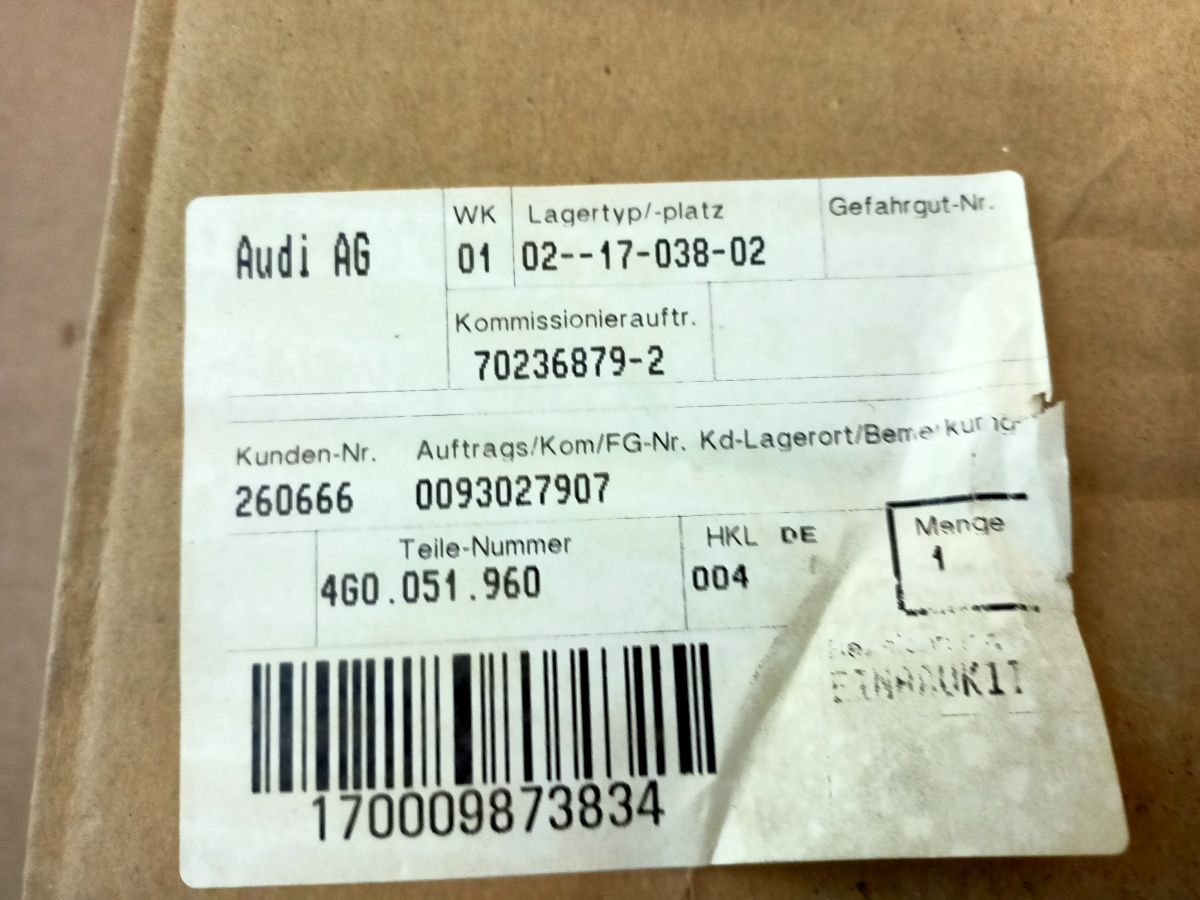 Audi AG
WK Lagertyp/-platz Gefahrgut-Nr.
01 02--17-038-02
Kommissionierauftr.
70236879-2
Kunden-Nr. Auftrags/Kom/FG-Nr. Kd-Lagerort/Bemerkung
260666 0093027907
Teile-Nummer HKL DE Menge
4G0.051.960 004 1
170009873834